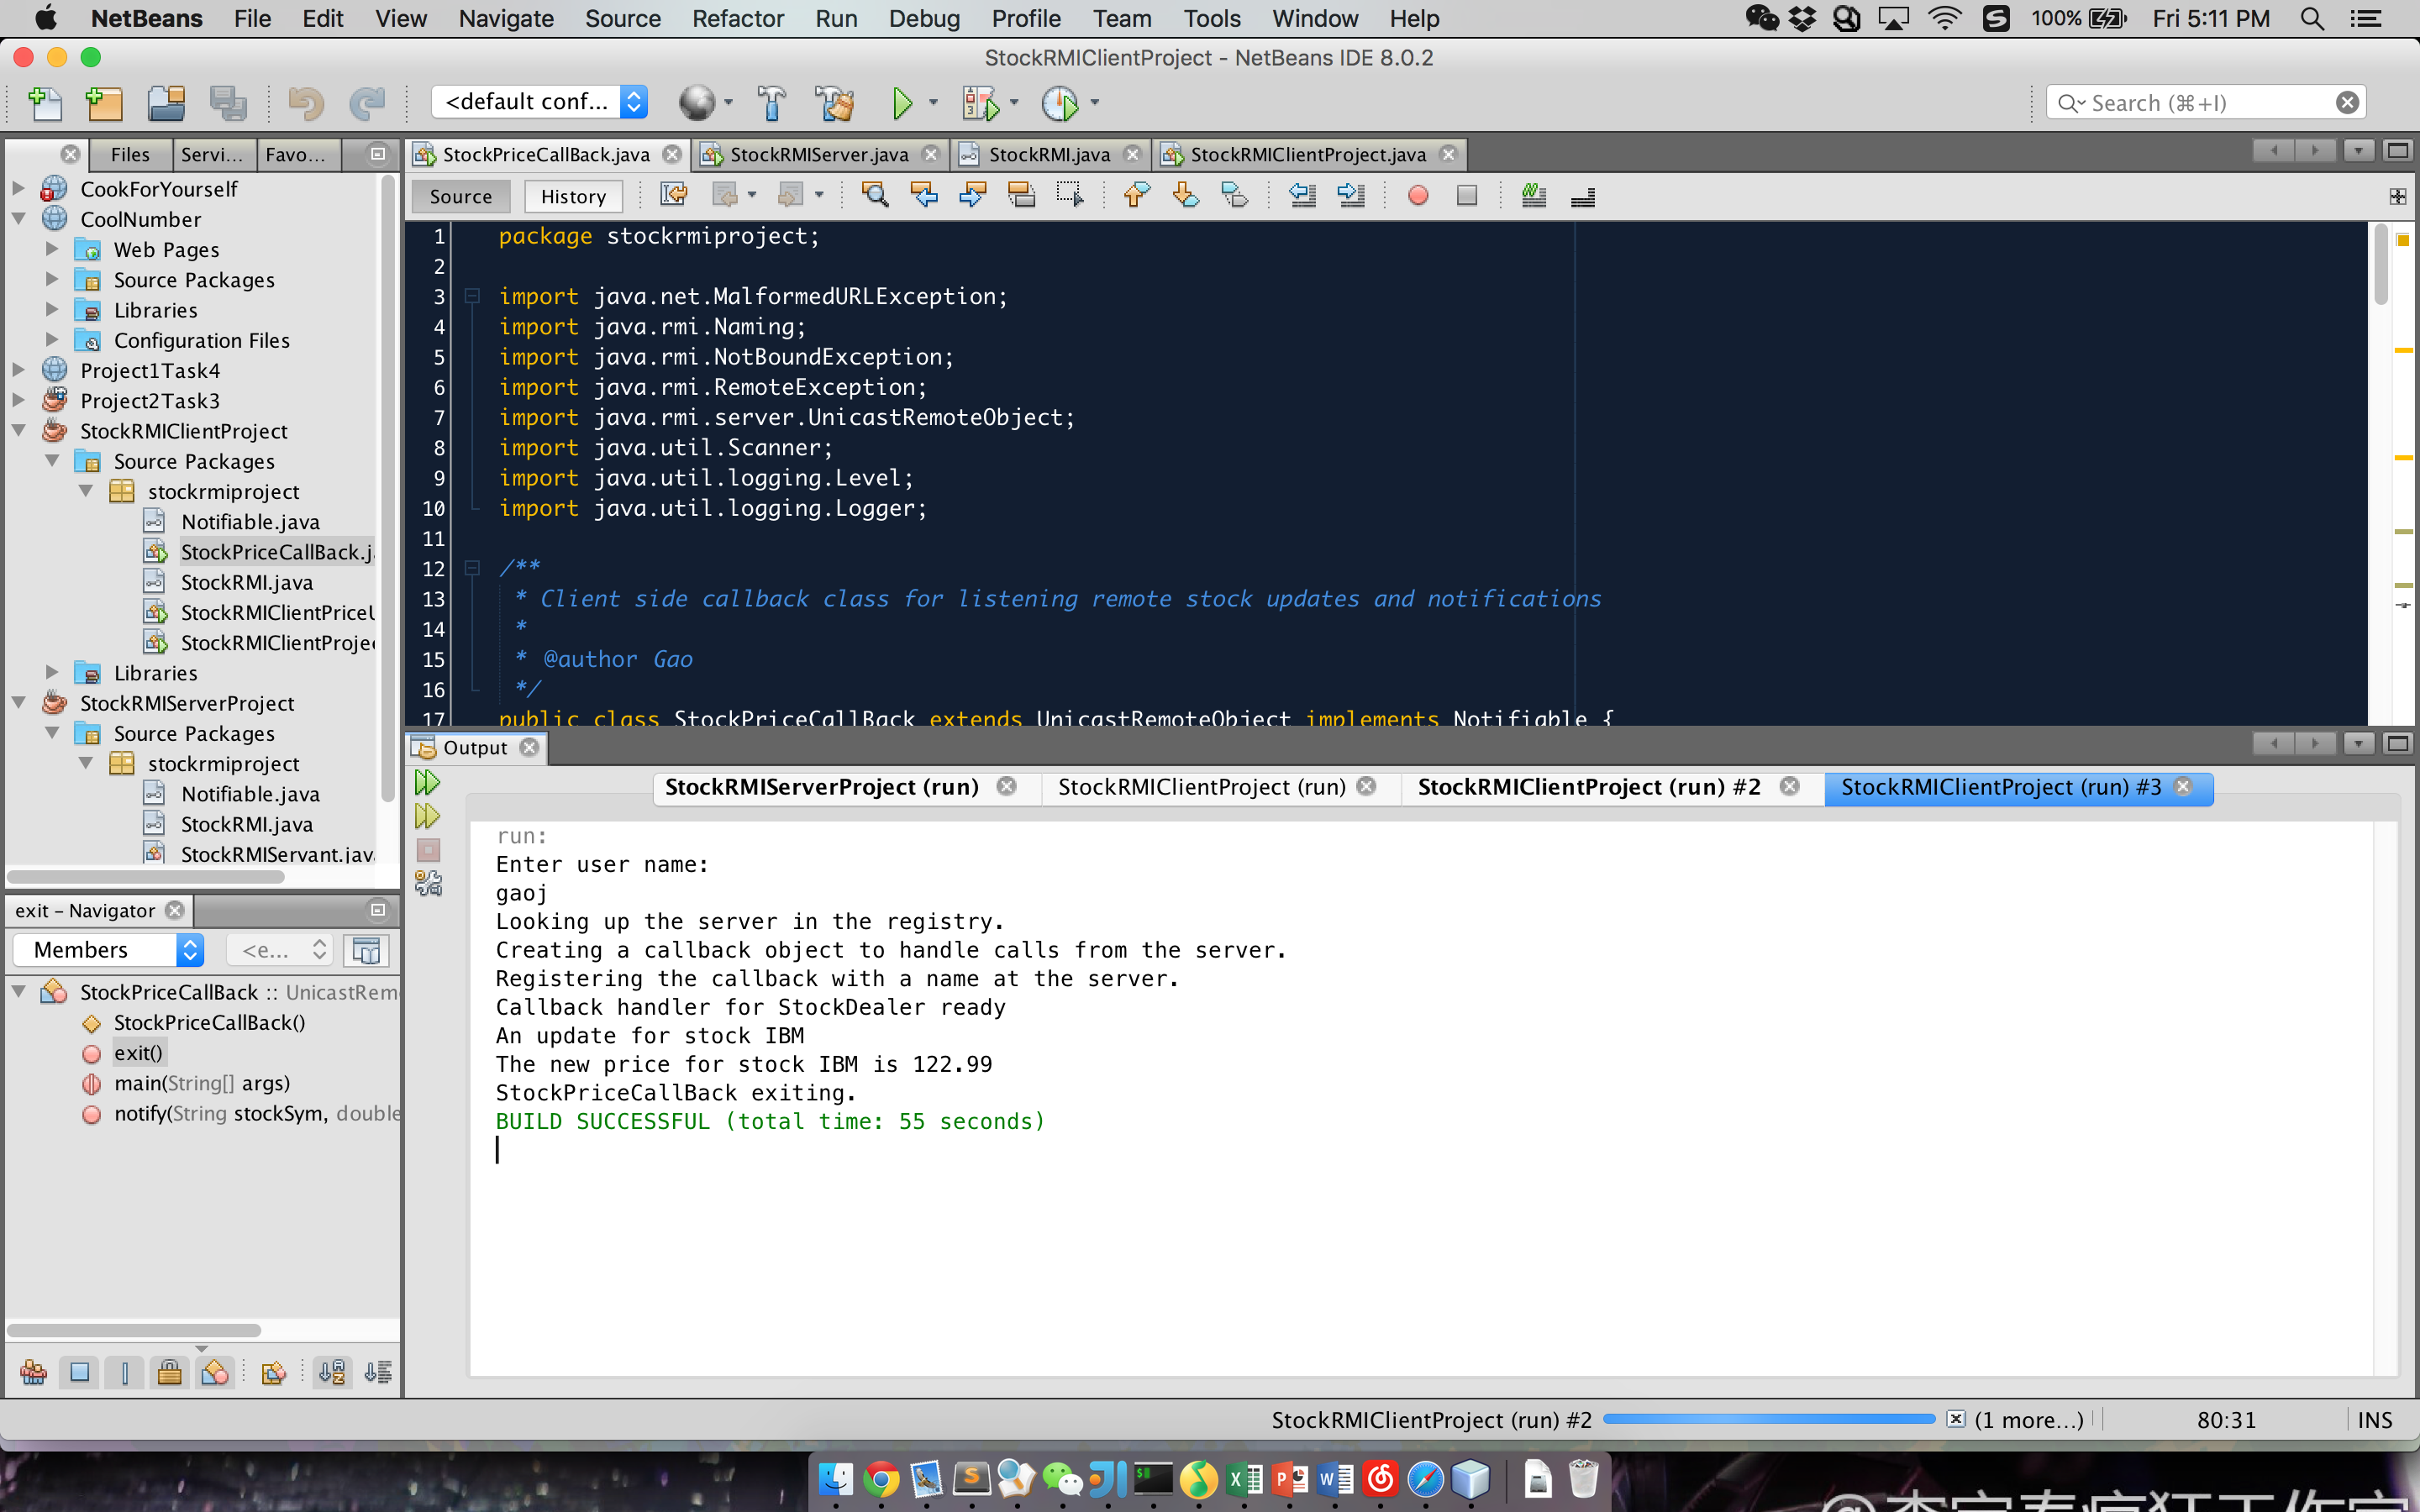 NetBeans File Edit View Navigate Source Refactor Run Debug Profile Team Tools Window Help 100% Fri 5:11 PM
StockRMIClientProject - NetBeans IDE 8.0.2
<default conf... Search (⌘+I)
Files Servi... Favo...
CookForYourself
CoolNumber
Web Pages
Source Packages
Libraries
Configuration Files
Project1Task4
Project2Task3
StockRMIClientProject
Source Packages
stockrmiproject
Notifiable.java
StockPriceCallBack.j
StockRMI.java
StockRMIClientPriceU
StockRMIClientProje
Libraries
StockRMIServerProject
Source Packages
stockrmiproject
Notifiable.java
StockRMI.java
StockRMIServant.jav
StockPriceCallBack.java StockRMIServer.java StockRMI.java StockRMIClientProject.java
Source History
1 package stockrmiproject;
2
3 import java.net.MalformedURLException;
4 import java.rmi.Naming;
5 import java.rmi.NotBoundException;
6 import java.rmi.RemoteException;
7 import java.rmi.server.UnicastRemoteObject;
8 import java.util.Scanner;
9 import java.util.logging.Level;
10 import java.util.logging.Logger;
11
12 /**
13 * Client side callback class for listening remote stock updates and notifications
14 *
15 * @author Gao
16 */
17 public class StockPriceCallBack extends UnicastRemoteObject implements Notifiable {
exit – Navigator
Members <e...
StockPriceCallBack :: UnicastRem
StockPriceCallBack()
exit()
main(String[] args)
notify(String stockSym, double
Output
StockRMIServerProject (run) StockRMIClientProject (run) StockRMIClientProject (run) #2 StockRMIClientProject (run) #3
run:
Enter user name:
gaoj
Looking up the server in the registry.
Creating a callback object to handle calls from the server.
Registering the callback with a name at the server.
Callback handler for StockDealer ready
An update for stock IBM
The new price for stock IBM is 122.99
StockPriceCallBack exiting.
BUILD SUCCESSFUL (total time: 55 seconds)
StockRMIClientProject (run) #2 (1 more...) 80:31 INS